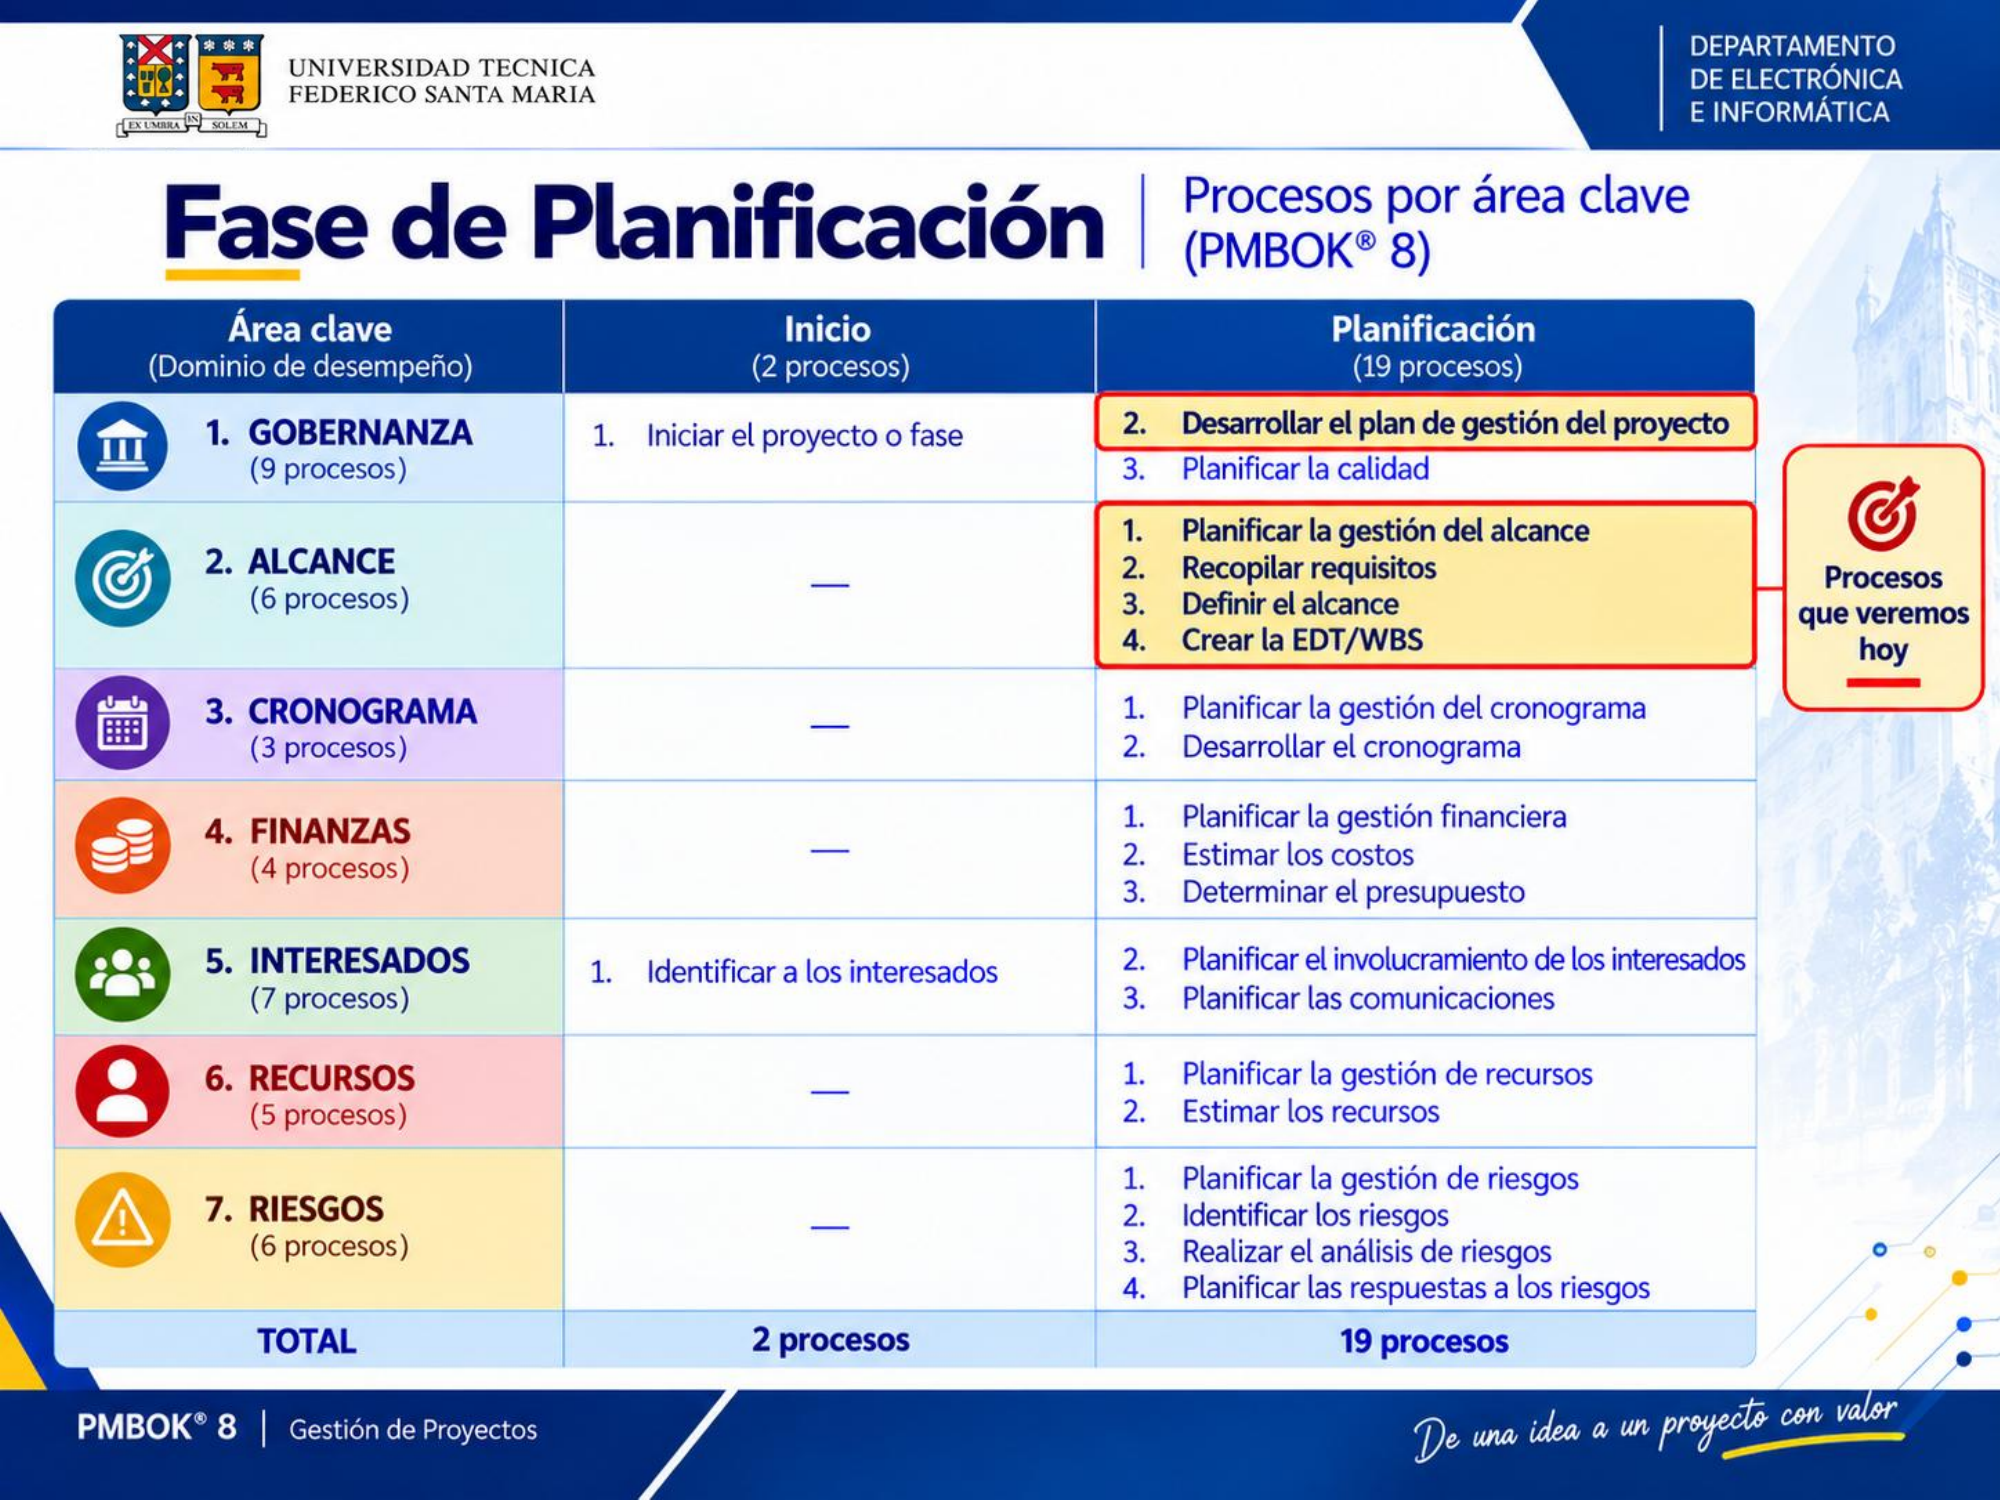 EX UMBRA IN SOLEM
UNIVERSIDAD TECNICA
FEDERICO SANTA MARIA
DEPARTAMENTO
DE ELECTRÓNICA
E INFORMÁTICA
Fase de Planificación
Procesos por área clave
(PMBOK® 8)
Área clave
(Dominio de desempeño)
Inicio
(2 procesos)
Planificación
(19 procesos)
1. GOBERNANZA
(9 procesos)
1. Iniciar el proyecto o fase
2. Desarrollar el plan de gestión del proyecto
3. Planificar la calidad
2. ALCANCE
(6 procesos)
—
1. Planificar la gestión del alcance
2. Recopilar requisitos
3. Definir el alcance
4. Crear la EDT/WBS
Procesos
que veremos
hoy
3. CRONOGRAMA
(3 procesos)
—
1. Planificar la gestión del cronograma
2. Desarrollar el cronograma
4. FINANZAS
(4 procesos)
—
1. Planificar la gestión financiera
2. Estimar los costos
3. Determinar el presupuesto
5. INTERESADOS
(7 procesos)
1. Identificar a los interesados
2. Planificar el involucramiento de los interesados
3. Planificar las comunicaciones
6. RECURSOS
(5 procesos)
—
1. Planificar la gestión de recursos
2. Estimar los recursos
7. RIESGOS
(6 procesos)
—
1. Planificar la gestión de riesgos
2. Identificar los riesgos
3. Realizar el análisis de riesgos
4. Planificar las respuestas a los riesgos
TOTAL
2 procesos
19 procesos
PMBOK® 8 | Gestión de Proyectos
De una idea a un proyecto con valor